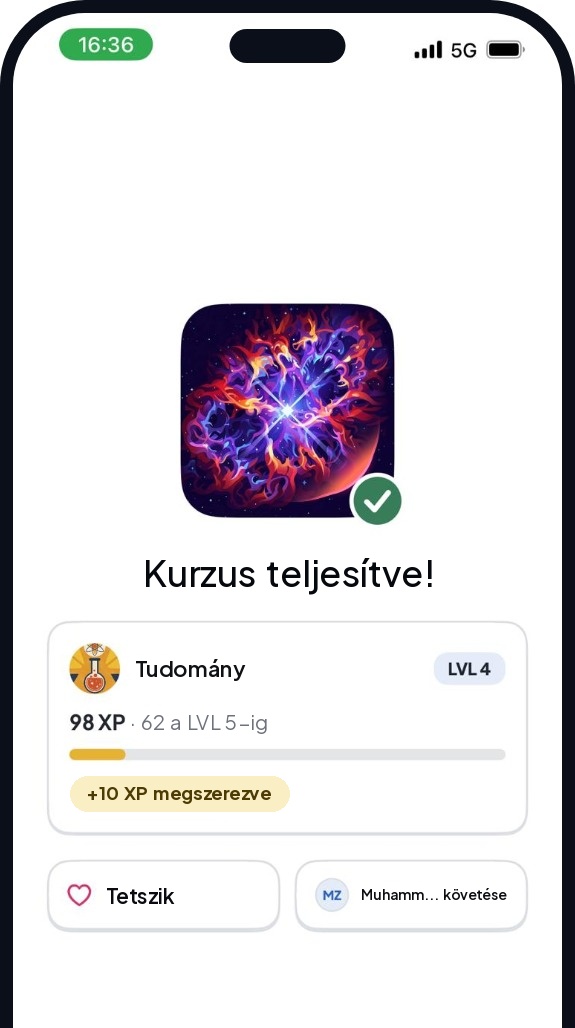 16:36
5G
Kurzus teljesítve!
Tudomány
LVL 4
98 XP · 62 a LVL 5-ig
+10 XP megszerezve
Tetszik
MZ
Muhamm... követése